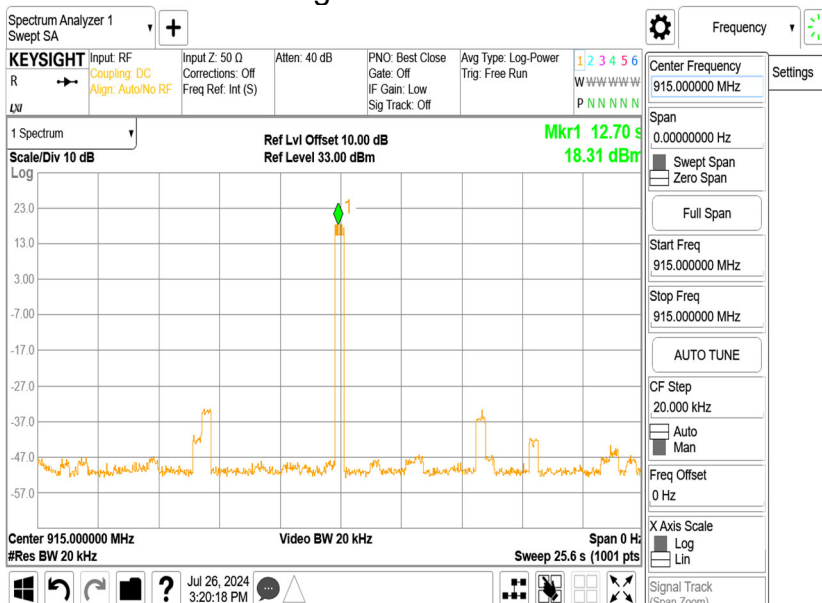 Spectrum Analyzer 1
Swept SA
+
Frequency
Settings
KEYSIGHT
R
LXI
Input: RF
Coupling: DC
Align: Auto/No RF
Input Z: 50 Ω
Corrections: Off
Freq Ref: Int (S)
Atten: 40 dB
PNO: Best Close
Gate: Off
IF Gain: Low
Sig Track: Off
Avg Type: Log-Power
Trig: Free Run
1 2 3 4 5 6
W W W W W W
P N N N N N
1 Spectrum
Scale/Div 10 dB
Log
Ref Lvl Offset 10.00 dB
Ref Level 33.00 dBm
Mkr1 12.70 s
18.31 dBm
1
23.0
13.0
3.00
-7.00
-17.0
-27.0
-37.0
-47.0
-57.0
Center 915.000000 MHz
#Res BW 20 kHz
Video BW 20 kHz
Span 0 Hz
Sweep 25.6 s (1001 pts
?
Jul 26, 2024
3:20:18 PM
Center Frequency
915.000000 MHz
Span
0.00000000 Hz
Swept Span
Zero Span
Full Span
Start Freq
915.000000 MHz
Stop Freq
915.000000 MHz
AUTO TUNE
CF Step
20.000 kHz
Auto
Man
Freq Offset
0 Hz
X Axis Scale
Log
Lin
Signal Track
(Span Zoom)